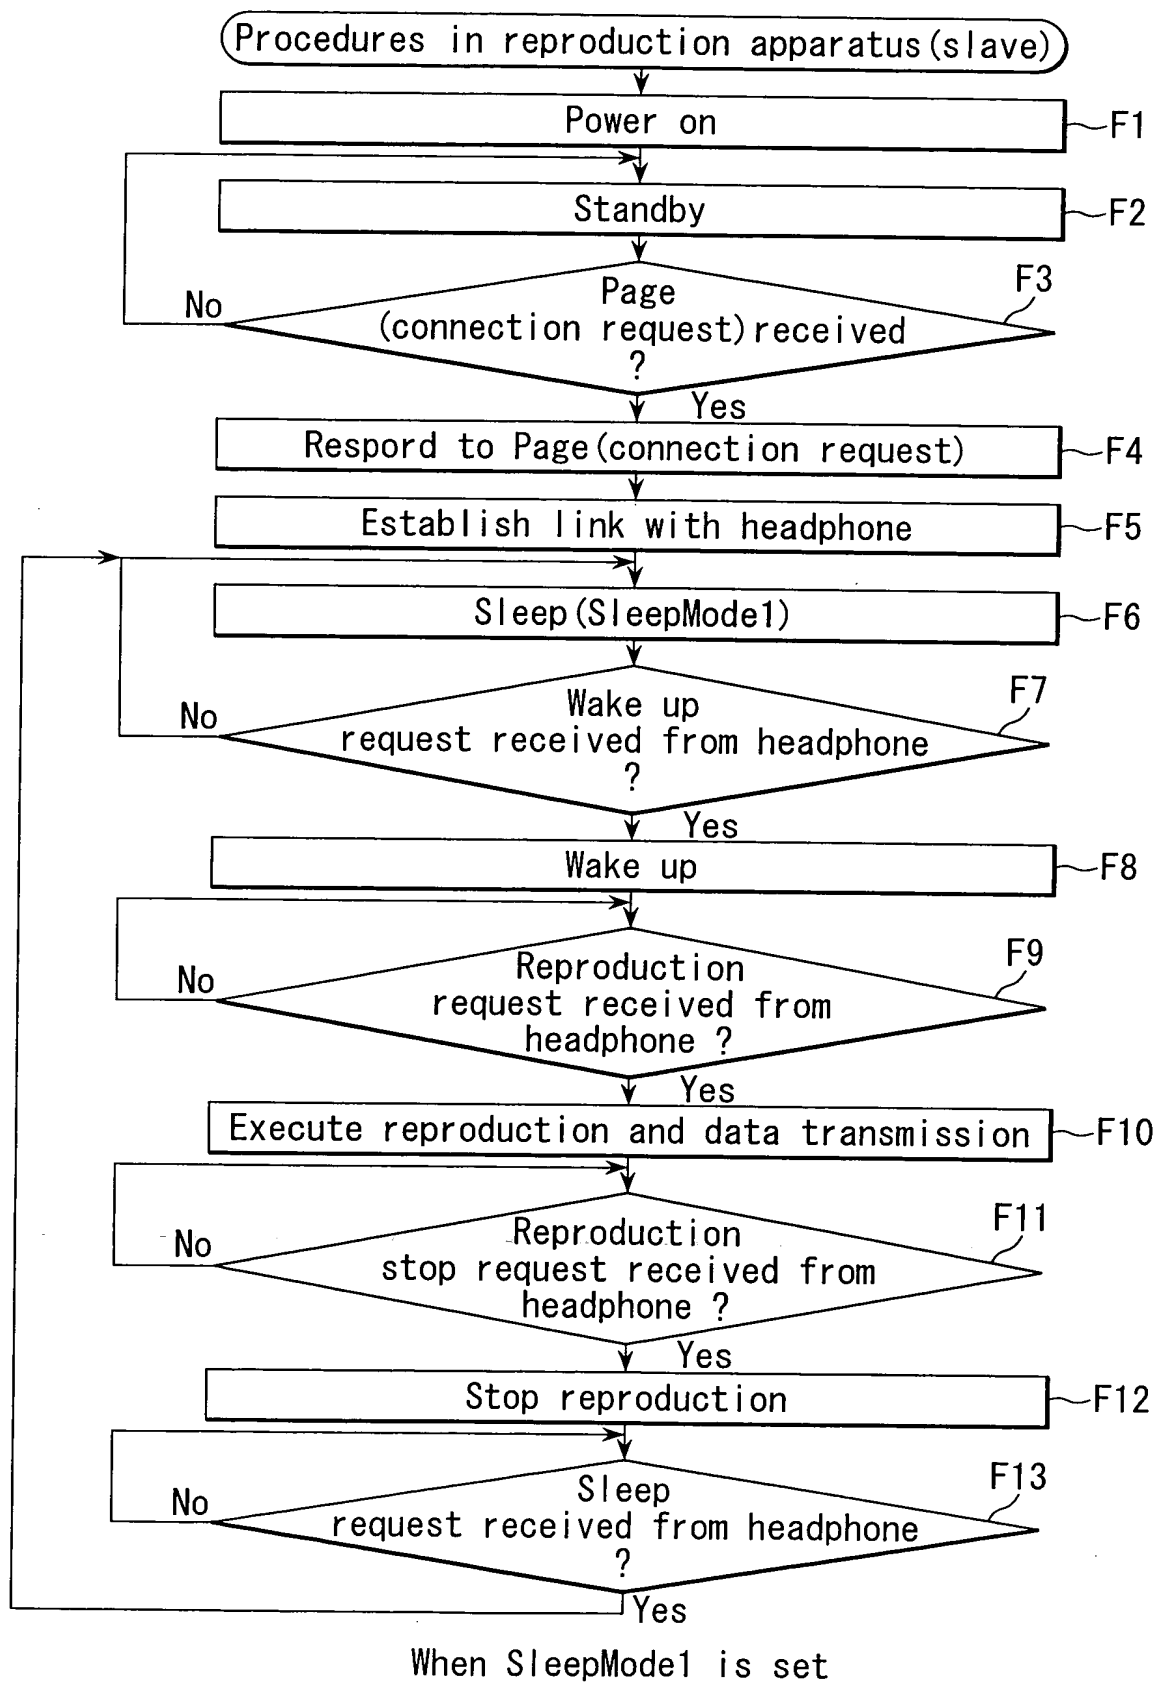 Procedures in reproduction apparatus(slave)
Power on
F1
Standby
F2
F3
Page
No
(connection request)received
?
Yes
Respord to Page(connection request)
F4
Establish link with headphone
F5
Sleep(SleepMode1)
F6
F7
Wake up
No
request received from headphone
?
Yes
Wake up
F8
F9
Reproduction
No
request received from
headphone ?
Yes
Execute reproduction and data transmission
F10
F11
Reproduction
No
stop request received from
headphone ?
Yes
Stop reproduction
F12
F13
Sleep
No
request received from headphone
?
Yes
When SleepMode1 is set